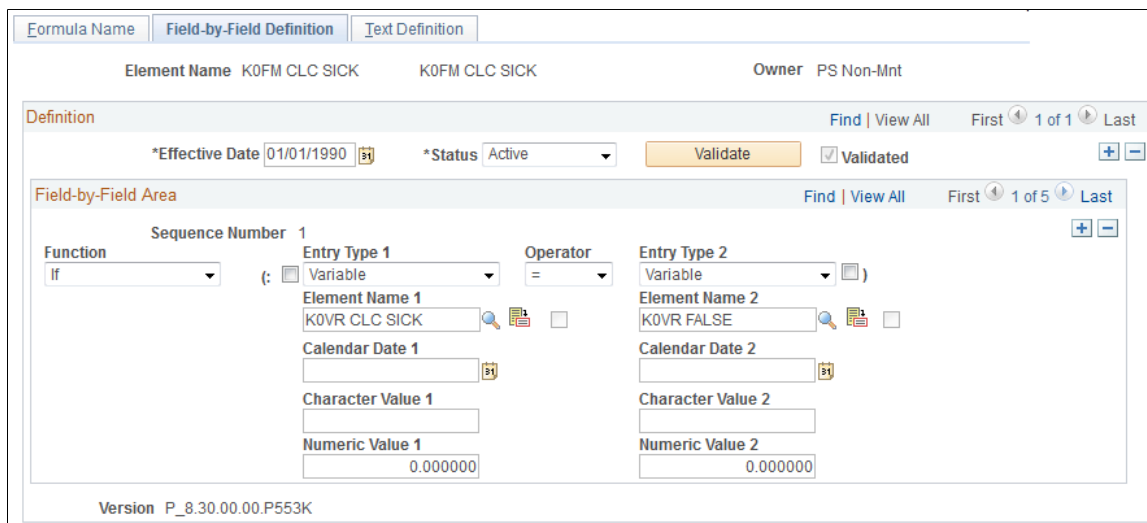 Formula Name Field-by-Field Definition Text Definition
Element Name K0FM CLC SICK K0FM CLC SICK Owner PS Non-Mnt
Definition Find | View All First 1 of 1 Last
*Effective Date 01/01/1990 31 *Status Active Validate Validated
Field-by-Field Area Find | View All First 1 of 5 Last
Sequence Number 1
Function Entry Type 1 Operator Entry Type 2
If (: Variable = Variable )
Element Name 1 Element Name 2
K0VR CLC SICK K0VR FALSE
Calendar Date 1 Calendar Date 2
31 31
Character Value 1 Character Value 2
Numeric Value 1 Numeric Value 2
0.000000 0.000000
Version P_8.30.00.00.P553K